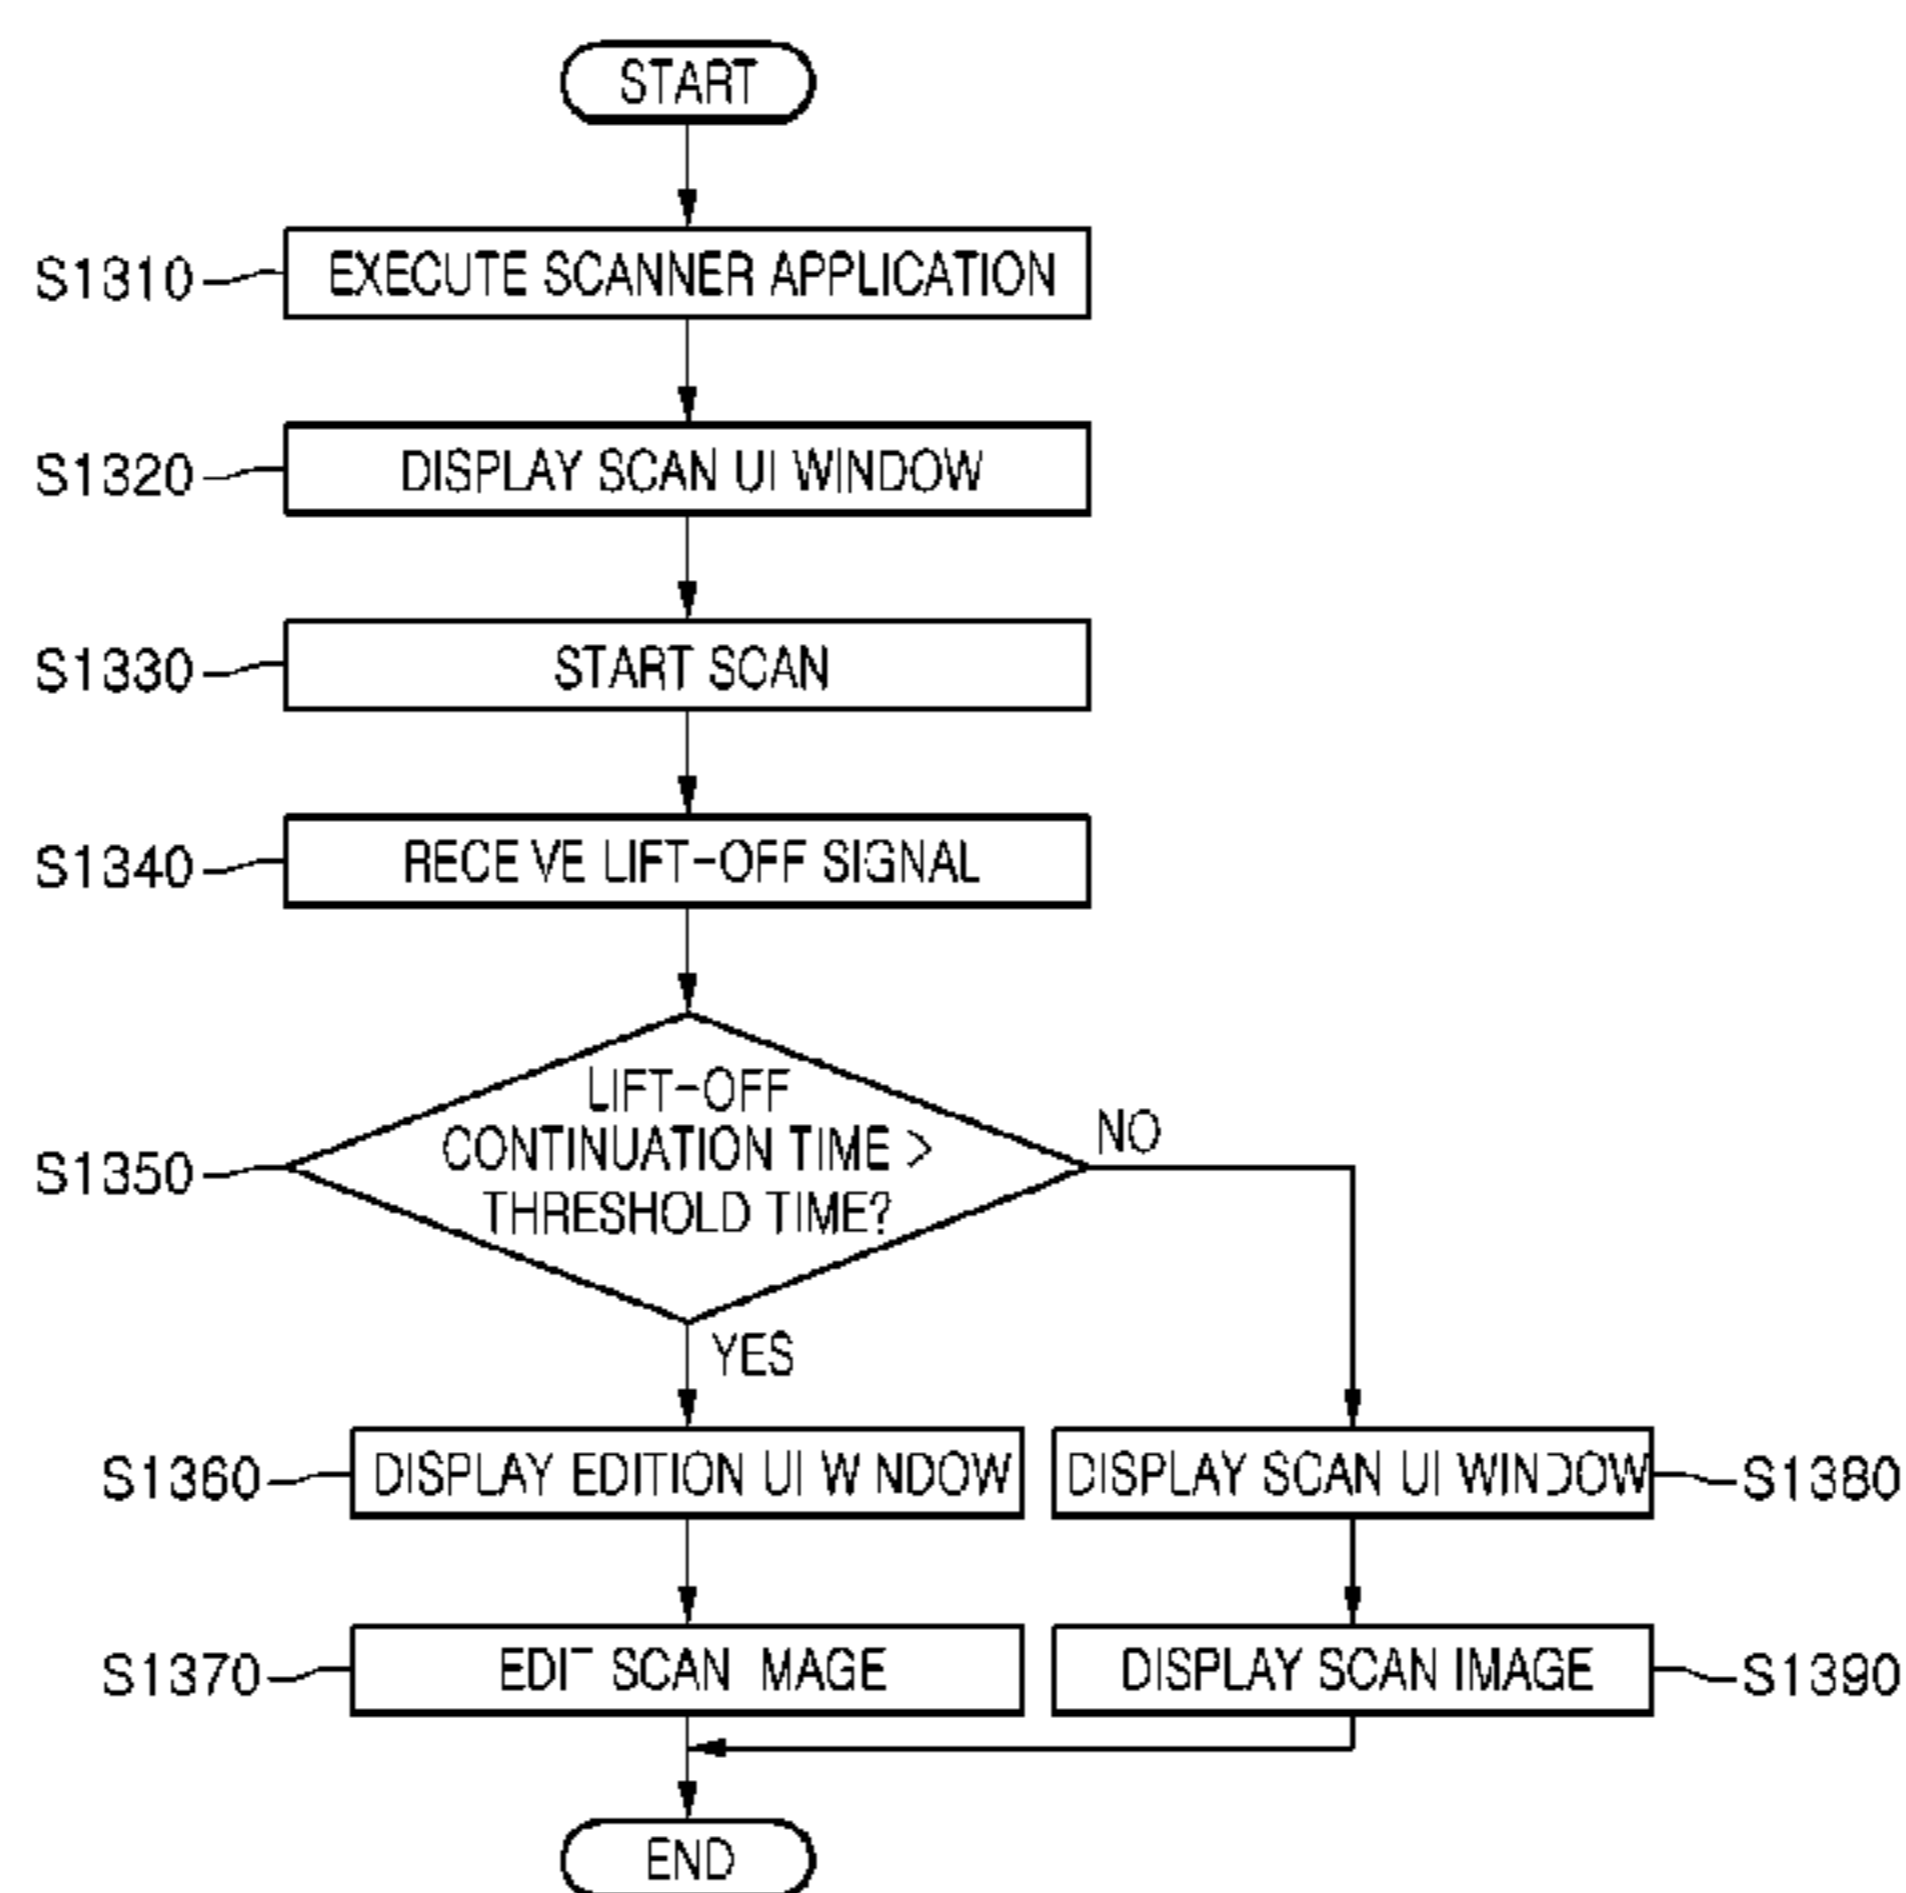 START
S1310
EXECUTE SCANNER APPLICATION
S1320
DISPLAY SCAN UI WINDOW
S1330
START SCAN
S1340
RECE VE LIFT-OFF SIGNAL
S1350
LIFT-OFF
CONTINUATION TIME >
THRESHOLD TIME?
NO
YES
S1360
DISPLAY EDITION UI W NDOW
DISPLAY SCAN UI WINDOW
S1380
S1370
EDIT SCAN MAGE
DISPLAY SCAN IMAGE
S1390
END